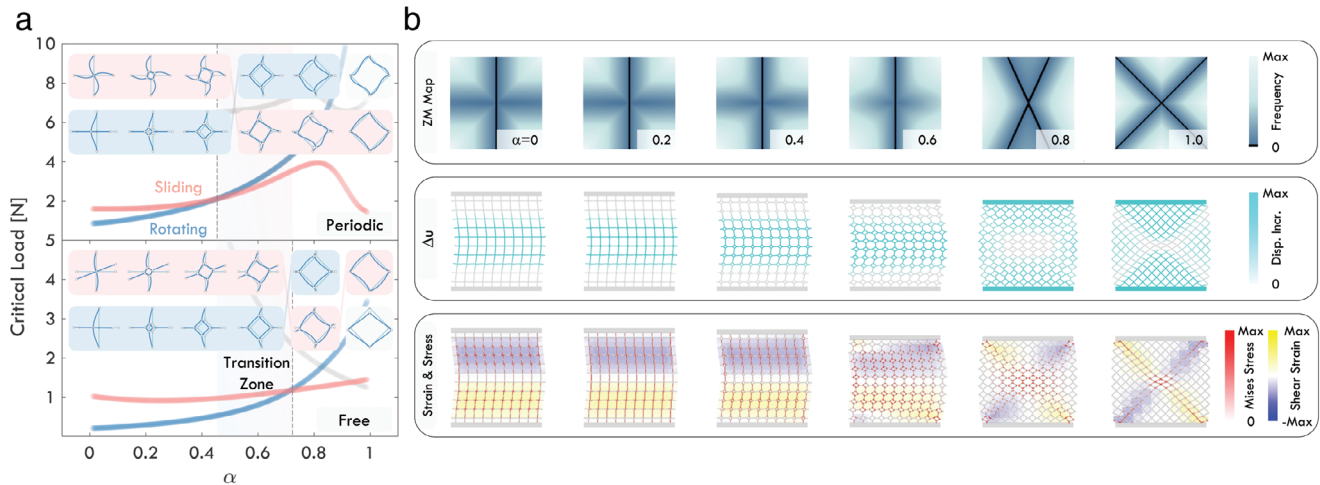 a
b
10
8
6
4
2
Sliding
Rotating
Periodic
5
4
3
2
1
Transition
Zone
Free
0
0.2
0.4
0.6
0.8
1
α
Critical Load [N]
ZM Map
α=0
0.2
0.4
0.6
0.8
1.0
Max
Frequency
0
Δu
Max
Disp. Incr.
0
Strain & Stress
Max
Mises Stress
0
Max
Shear Strain
-Max